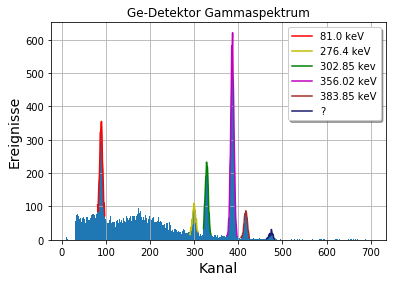 Ge-Detektor Gammaspektrum
81.0 keV
276.4 keV
302.85 kev
356.02 keV
383.85 keV
?
Ereignisse
600
500
400
300
200
100
0
0 100 200 300 400 500 600 700
Kanal